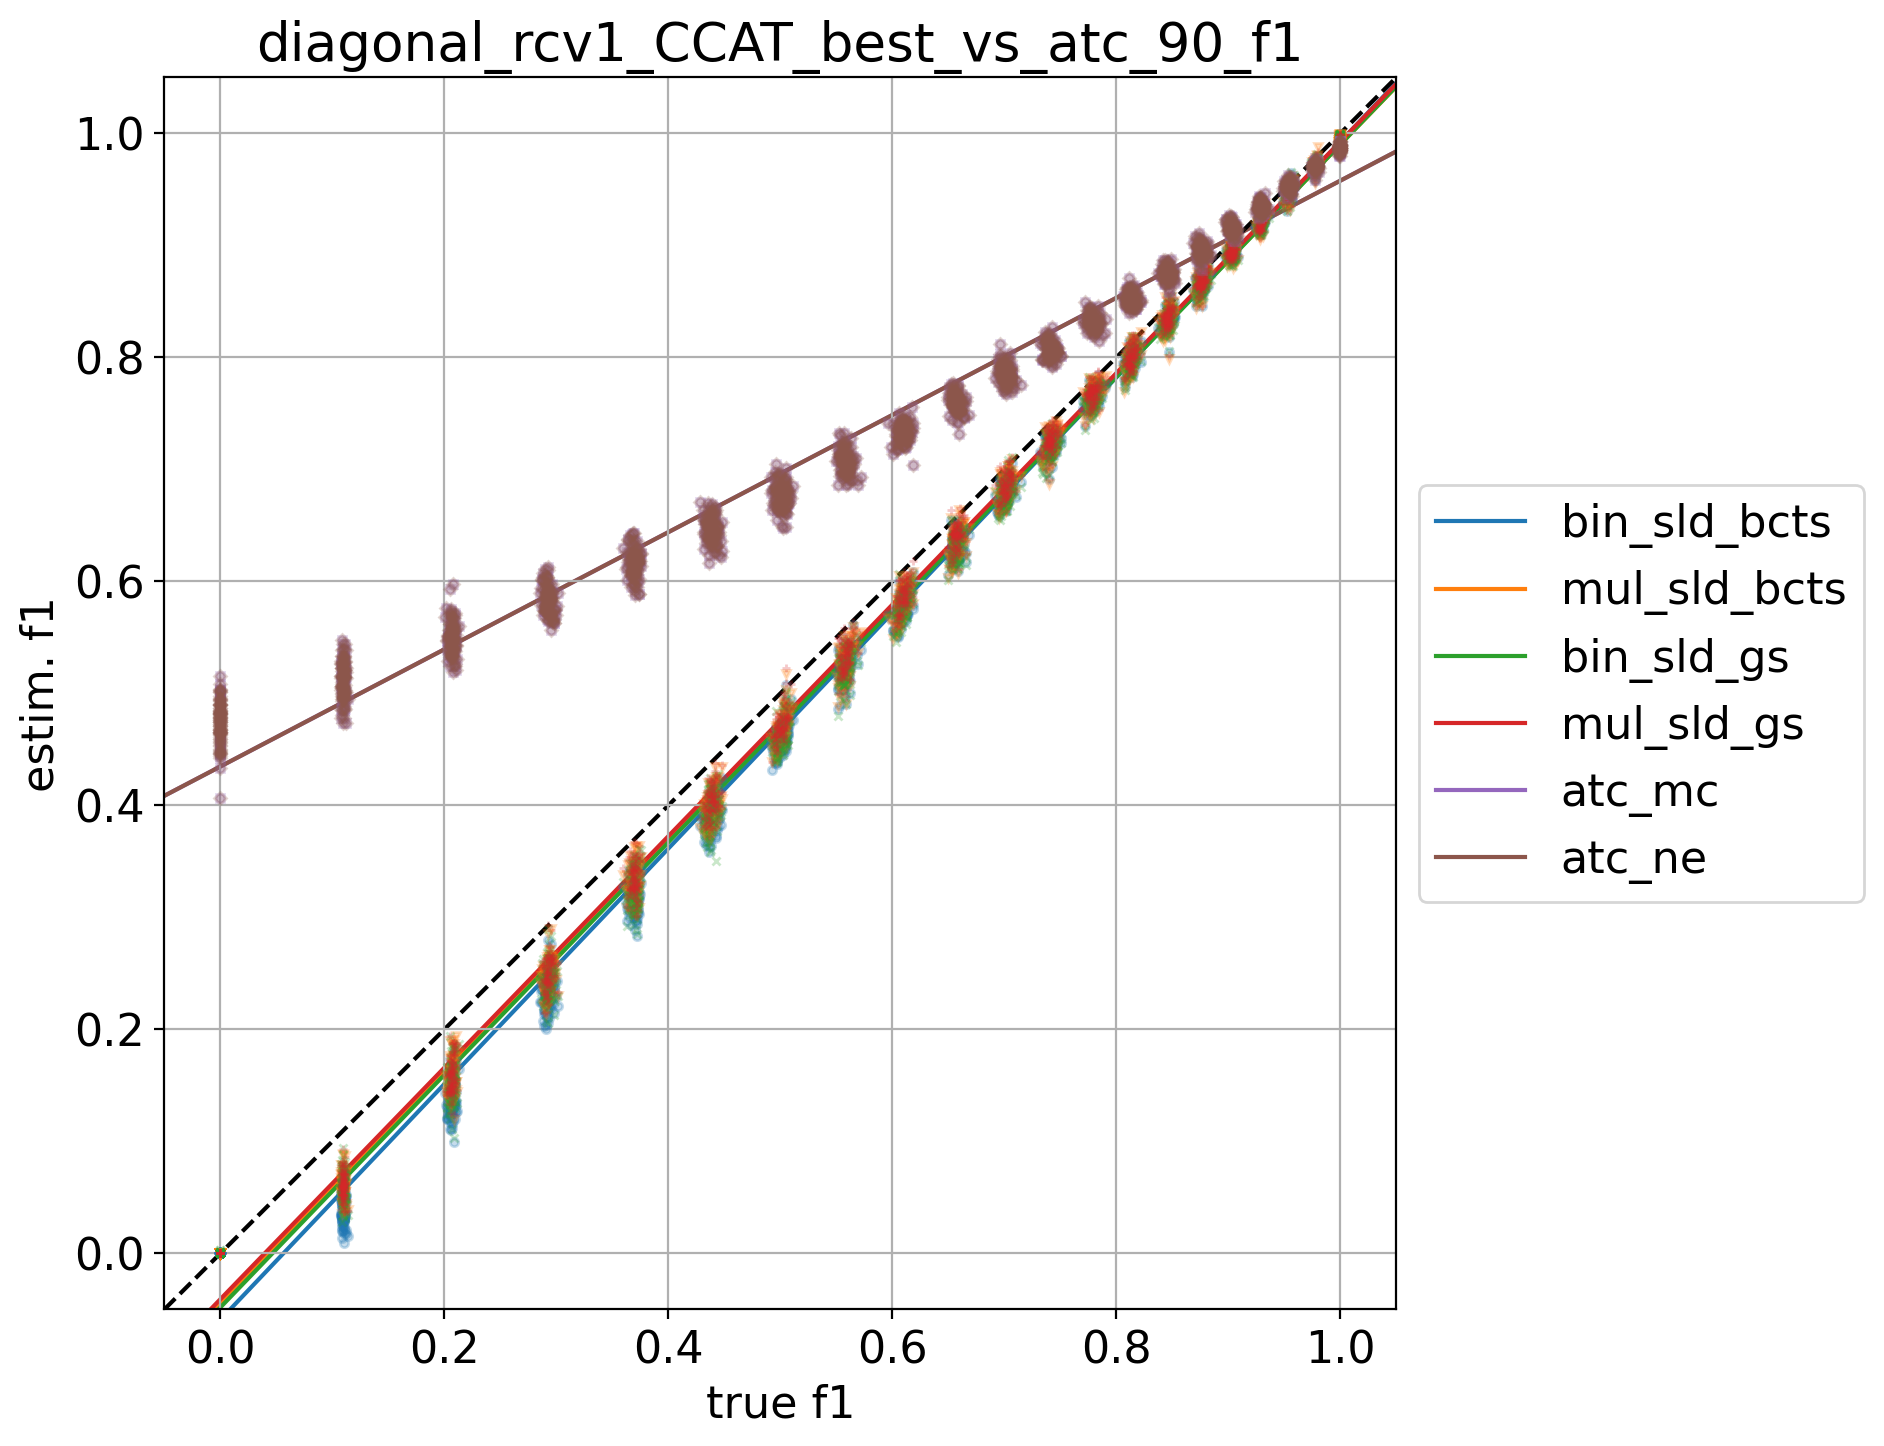 diagonal_rcv1_CCAT_best_vs_atc_90_f1
1.0
0.8
0.6
0.4
0.2
0.0
estim. f1
0.0 0.2 0.4 0.6 0.8 1.0
true f1
bin_sld_bcts
mul_sld_bcts
bin_sld_gs
mul_sld_gs
atc_mc
atc_ne